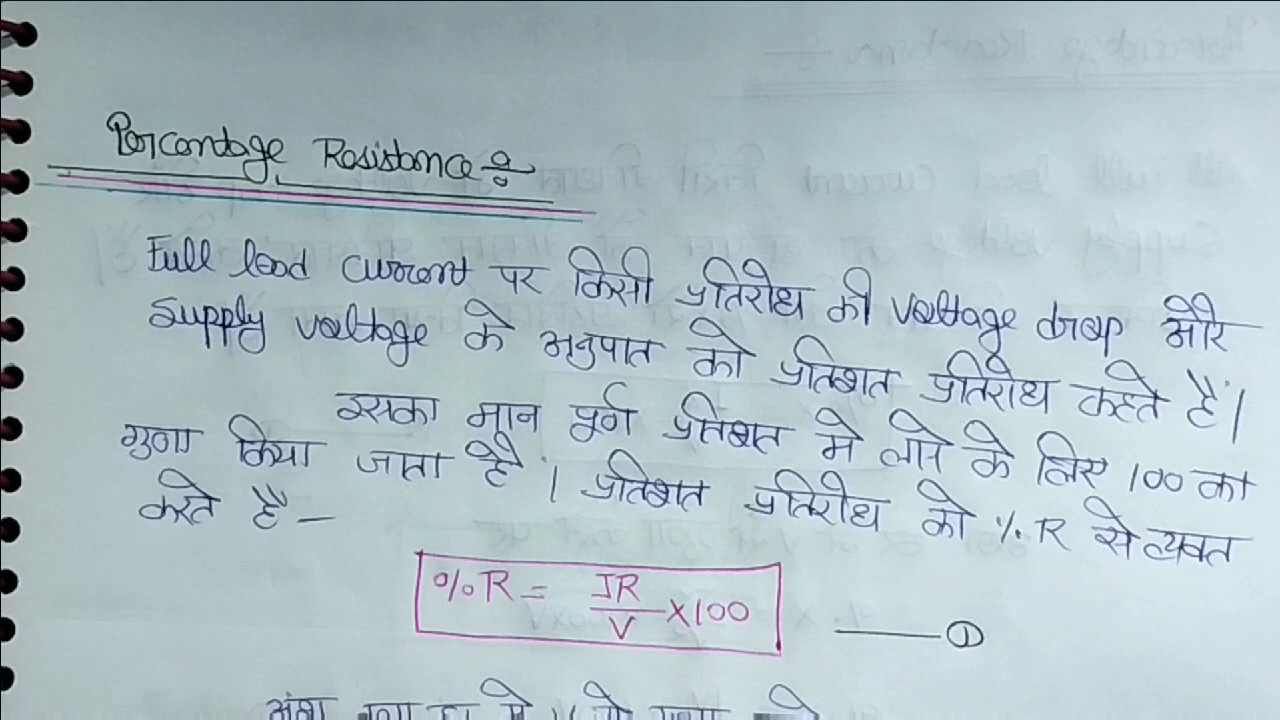 Percentage Resistance :-
Full load current पर किसी प्रतिरोध की voltage drop और
supply voltage के अनुपात को प्रतिशत प्रतिरोध कहते हैं।
इसका मान पूर्ण प्रतिशत मे लाने के लिए 100 का
गुणा किया जाता है। प्रतिशत प्रतिरोध को %R से व्यक्त
करते है –
%R = IR/V × 100 —— ①